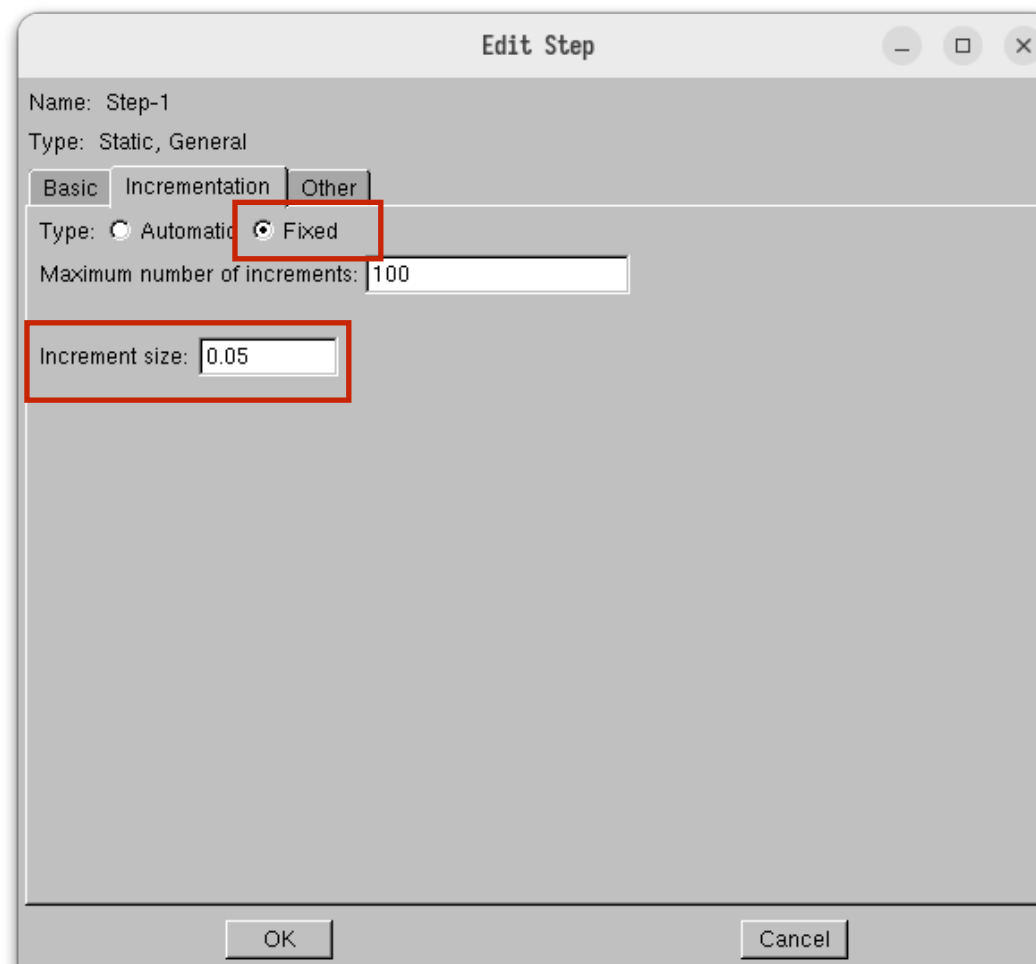 Edit Step
Name: Step-1
Type: Static, General
Basic Incrementation Other
Type: Automatic Fixed
Maximum number of increments: 100
Increment size: 0.05
OK Cancel